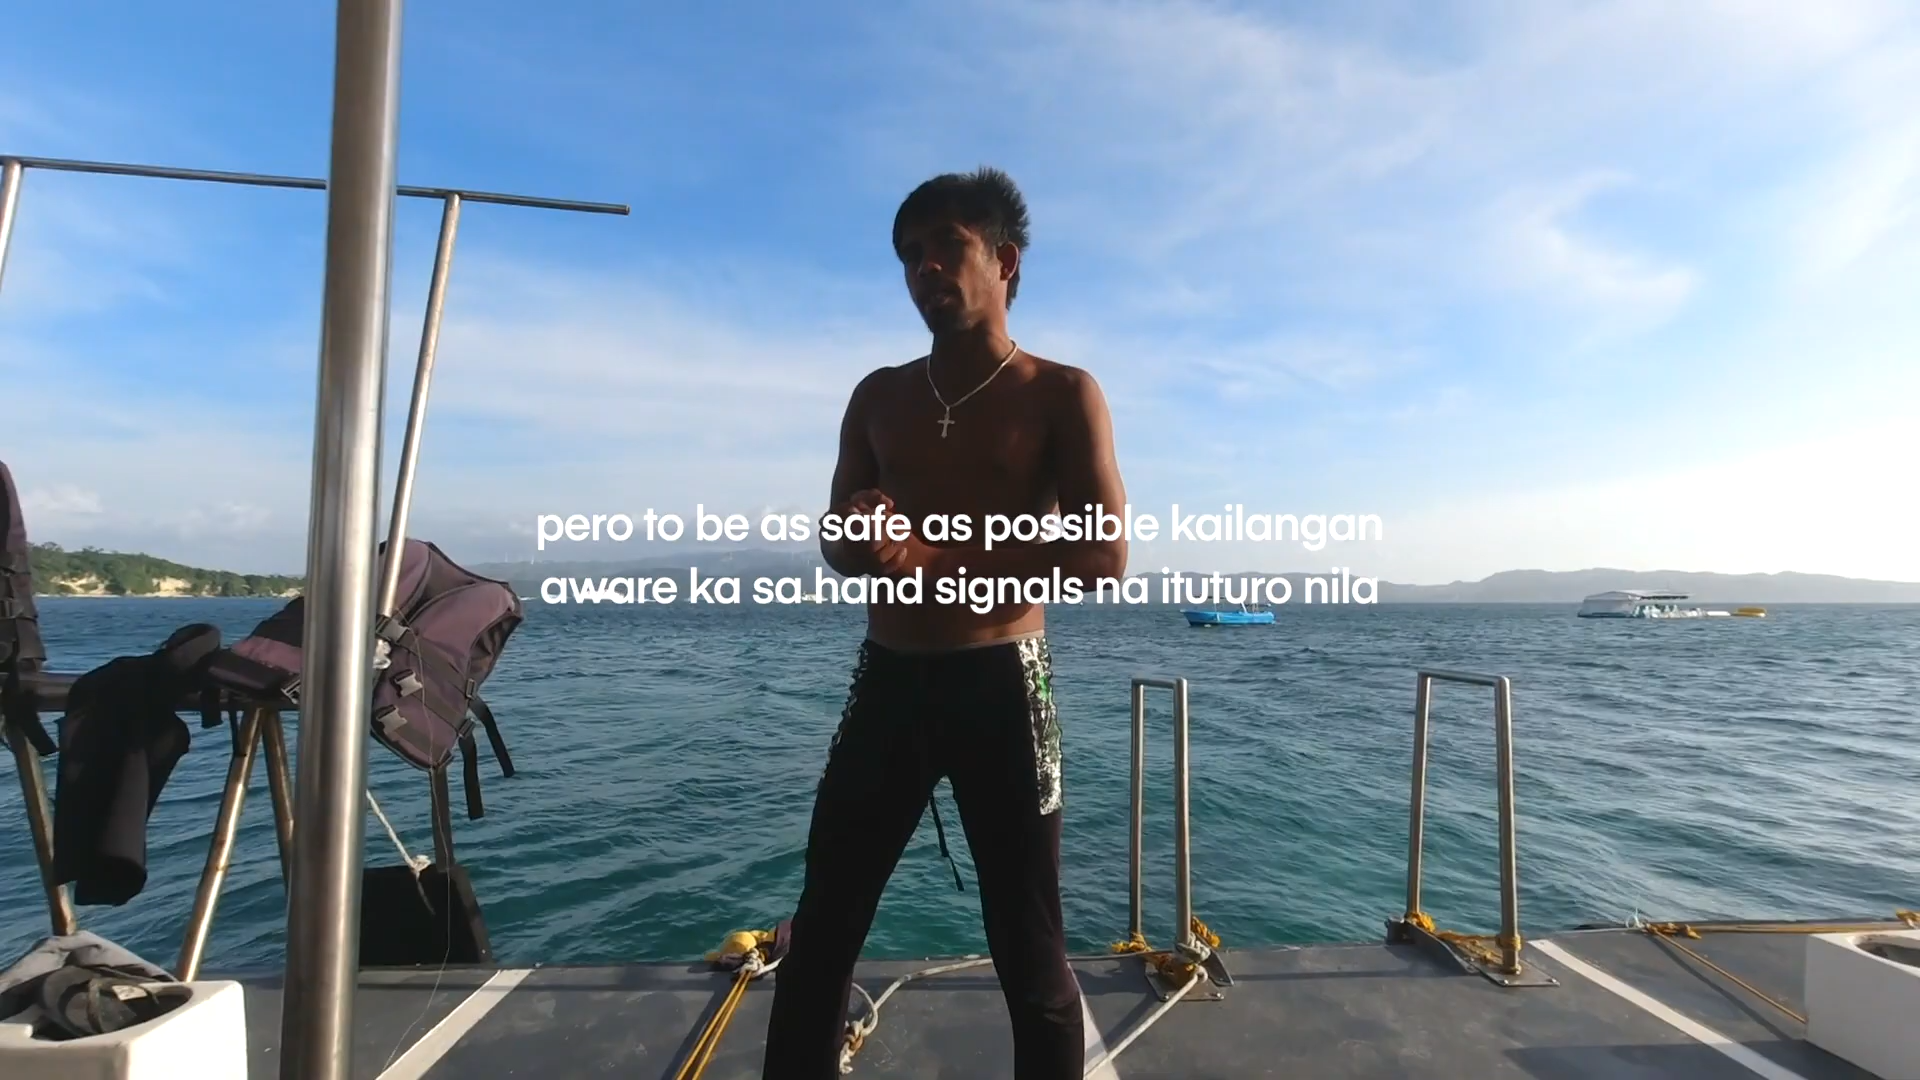 pero to be as safe as possible kailangan
aware ka sa hand signals na ituturo nila